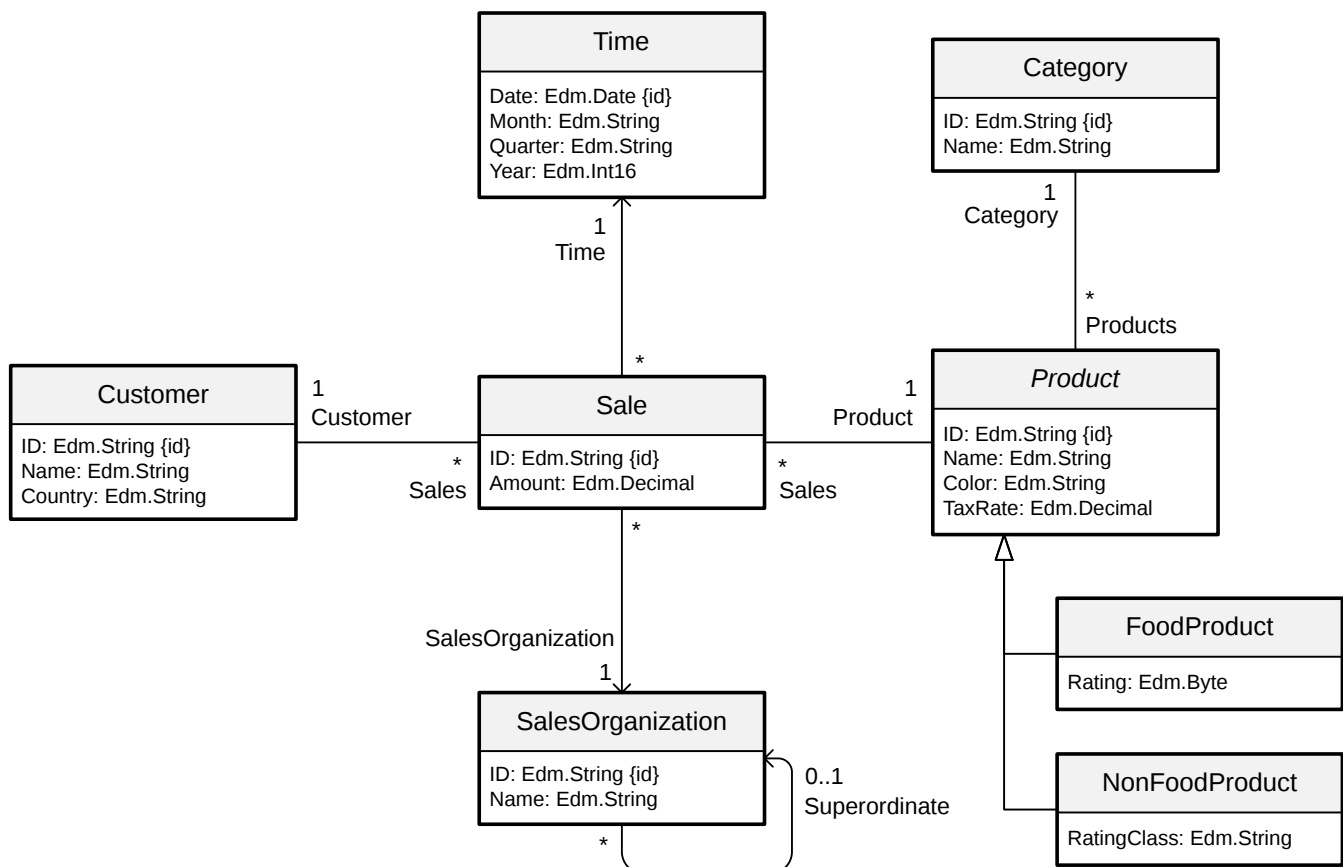 Time
Date: Edm.Date {id}
Month: Edm.String
Quarter: Edm.String
Year: Edm.Int16
Category
ID: Edm.String {id}
Name: Edm.String
1
Time
1
Category
*
Products
*
Customer
ID: Edm.String {id}
Name: Edm.String
Country: Edm.String
1
Customer
*
Sales
Sale
ID: Edm.String {id}
Amount: Edm.Decimal
1
Product
*
Sales
Product
ID: Edm.String {id}
Name: Edm.String
Color: Edm.String
TaxRate: Edm.Decimal
*
SalesOrganization
1
SalesOrganization
ID: Edm.String {id}
Name: Edm.String
*
0..1
Superordinate
FoodProduct
Rating: Edm.Byte
NonFoodProduct
RatingClass: Edm.String